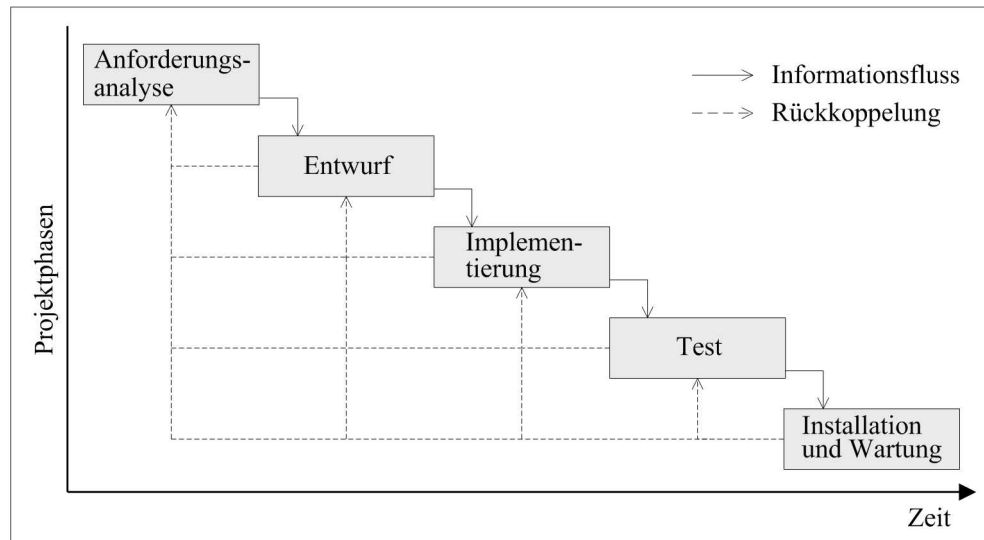 Anforderungs-
analyse
Informationsfluss
Rückkoppelung
Entwurf
Implemen-
tierung
Test
Installation
und Wartung
Projektphasen
Zeit